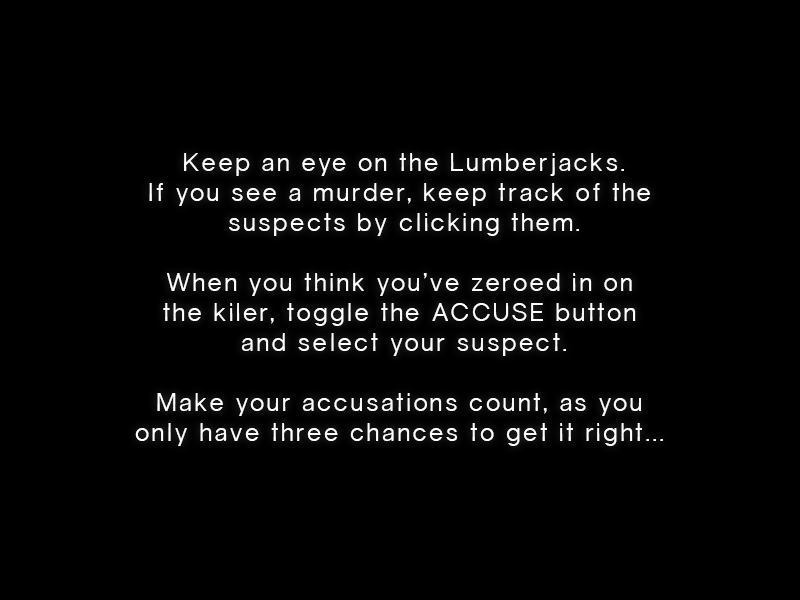 Keep an eye on the Lumberjacks.
If you see a murder, keep track of the
suspects by clicking them.
When you think you’ve zeroed in on
the kiler, toggle the ACCUSE button
and select your suspect.
Make your accusations count, as you
only have three chances to get it right...